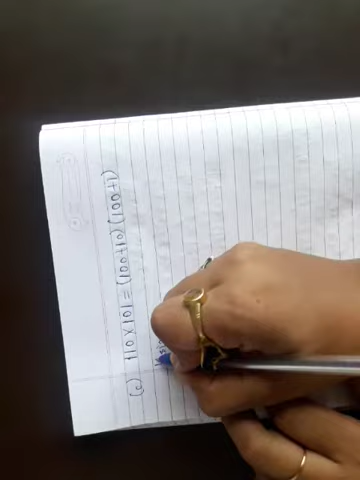 (c) 110 x 101 = (100+10) (100+1)